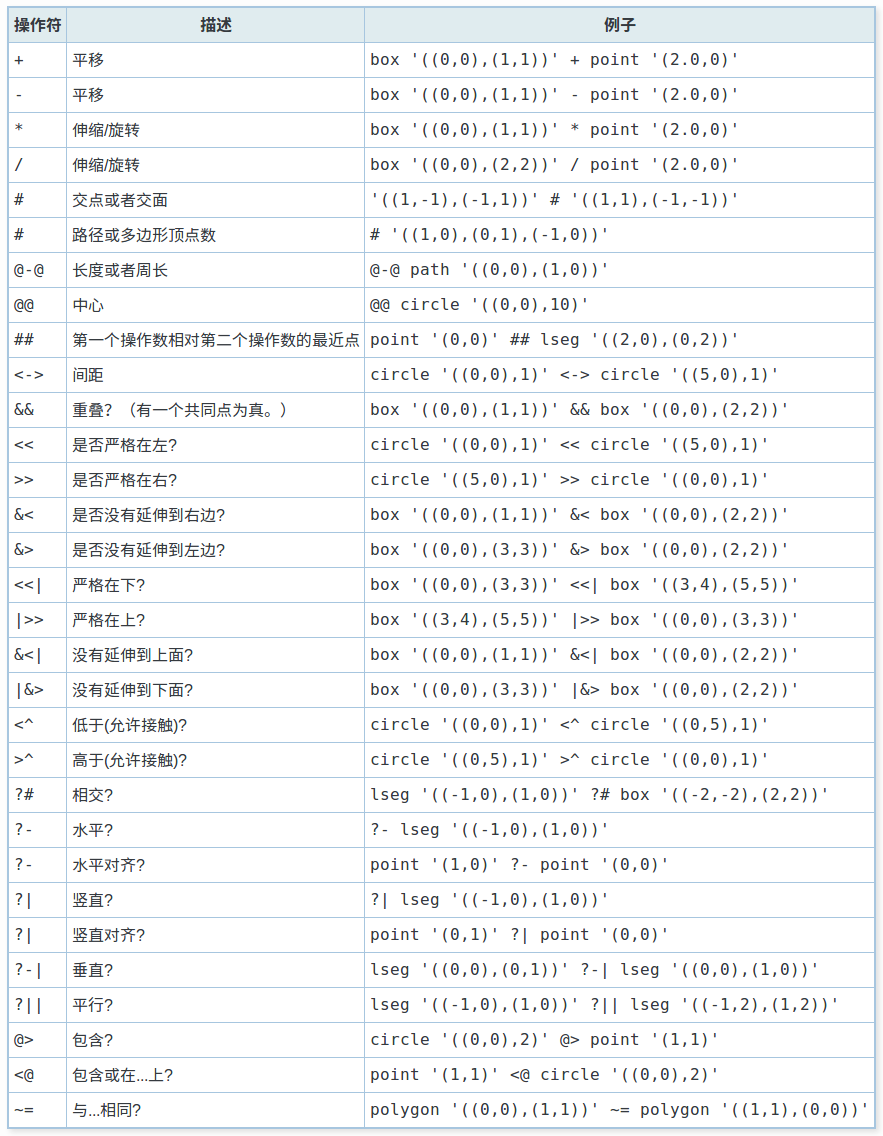 操作符 描述 例子
+ 平移 box '((0,0),(1,1))' + point '(2.0,0)'
- 平移 box '((0,0),(1,1))' - point '(2.0,0)'
* 伸缩/旋转 box '((0,0),(1,1))' * point '(2.0,0)'
/ 伸缩/旋转 box '((0,0),(2,2))' / point '(2.0,0)'
# 交点或者交面 '((1,-1),(-1,1))' # '((1,1),(-1,-1))'
# 路径或多边形顶点数 # '((1,0),(0,1),(-1,0))'
@-@ 长度或者周长 @-@ path '((0,0),(1,0))'
@@ 中心 @@ circle '((0,0),10)'
## 第一个操作数相对第二个操作数的最近点 point '(0,0)' ## lseg '((2,0),(0,2))'
<-> 间距 circle '((0,0),1)' <-> circle '((5,0),1)'
&& 重叠？（有一个共同点为真。） box '((0,0),(1,1))' && box '((0,0),(2,2))'
<< 是否严格在左? circle '((0,0),1)' << circle '((5,0),1)'
>> 是否严格在右? circle '((5,0),1)' >> circle '((0,0),1)'
&< 是否没有延伸到右边? box '((0,0),(1,1))' &< box '((0,0),(2,2))'
&> 是否没有延伸到左边? box '((0,0),(3,3))' &> box '((0,0),(2,2))'
<<| 严格在下? box '((0,0),(3,3))' <<| box '((3,4),(5,5))'
|>> 严格在上? box '((3,4),(5,5))' |>> box '((0,0),(3,3))'
&<| 没有延伸到上面? box '((0,0),(1,1))' &<| box '((0,0),(2,2))'
|&> 没有延伸到下面? box '((0,0),(3,3))' |&> box '((0,0),(2,2))'
<^ 低于(允许接触)? circle '((0,0),1)' <^ circle '((0,5),1)'
>^ 高于(允许接触)? circle '((0,5),1)' >^ circle '((0,0),1)'
?# 相交? lseg '((-1,0),(1,0))' ?# box '((-2,-2),(2,2))'
?- 水平? ?- lseg '((-1,0),(1,0))'
?- 水平对齐? point '(1,0)' ?- point '(0,0)'
?| 竖直? ?| lseg '((-1,0),(1,0))'
?| 竖直对齐? point '(0,1)' ?| point '(0,0)'
?-| 垂直? lseg '((0,0),(0,1))' ?-| lseg '((0,0),(1,0))'
?|| 平行? lseg '((-1,0),(1,0))' ?|| lseg '((-1,2),(1,2))'
@> 包含? circle '((0,0),2)' @> point '(1,1)'
<@ 包含或在...上? point '(1,1)' <@ circle '((0,0),2)'
~= 与...相同? polygon '((0,0),(1,1))' ~= polygon '((1,1),(0,0))'